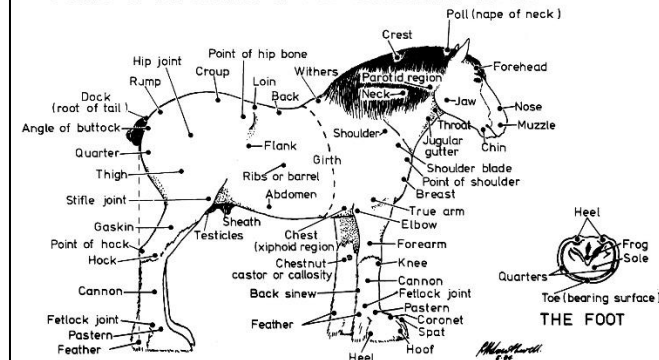 Poll (nape of neck)
Crest
Forehead
Hip joint
Point of hip bone
Croup
Loin
Withers
Parotid region
Rump
Back
Neck
Jaw
Nose
Dock
(root of tail)
Muzzle
Angle of buttock
Shoulder
Throat
Chin
Jugular
gutter
Quarter
Flank
Girth
Shoulder blade
Thigh
Ribs or barrel
Point of shoulder
Breast
Stifle joint
Abdomen
True arm
Elbow
Sheath
Testicles
Gaskin
Chest
(xiphoid region)
Forearm
Point of hock
Hock
Chestnut
castor or callosity
Knee
Cannon
Back sinew
Cannon
Fetlock joint
Fetlock joint
Pastern
Feather
Feather
Pastern
Coronet
Spat
Hoof
Heel
Heel
Frog
Sole
Quarters
Toe (bearing surface)
THE FOOT